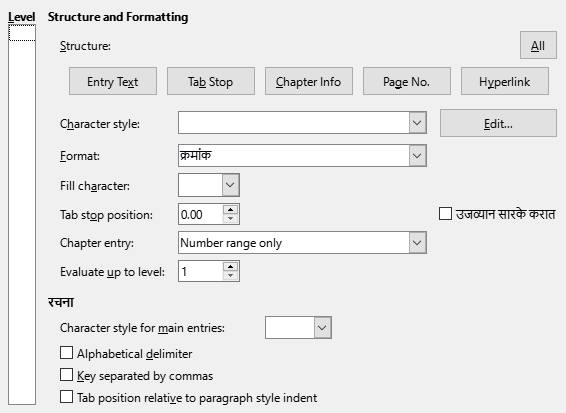 Level
Structure and Formatting
Structure:
All
Entry Text Tab Stop Chapter Info Page No. Hyperlink
Character style:
Edit...
Format: क्रमांक
Fill character:
Tab stop position: 0.00 उजव्यान सारके करात
Chapter entry: Number range only
Evaluate up to level: 1
रचना
Character style for main entries:
Alphabetical delimiter
Key separated by commas
Tab position relative to paragraph style indent